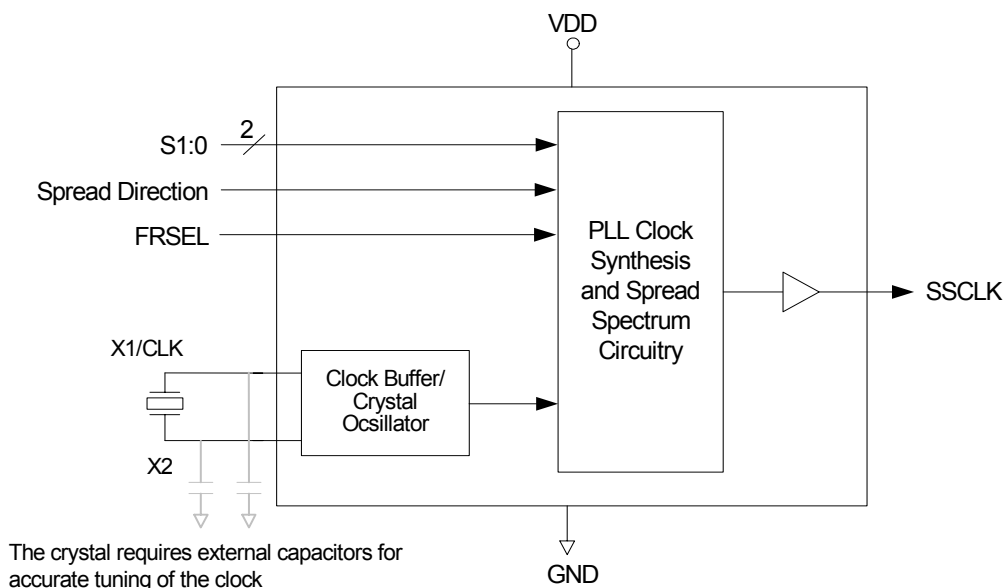 VDD
2
S1:0
Spread Direction
FRSEL
PLL Clock
Synthesis
and Spread
Spectrum
Circuitry
SSCLK
X1/CLK
Clock Buffer/
Crystal
Ocsillator
X2
The crystal requires external capacitors for
accurate tuning of the clock
GND